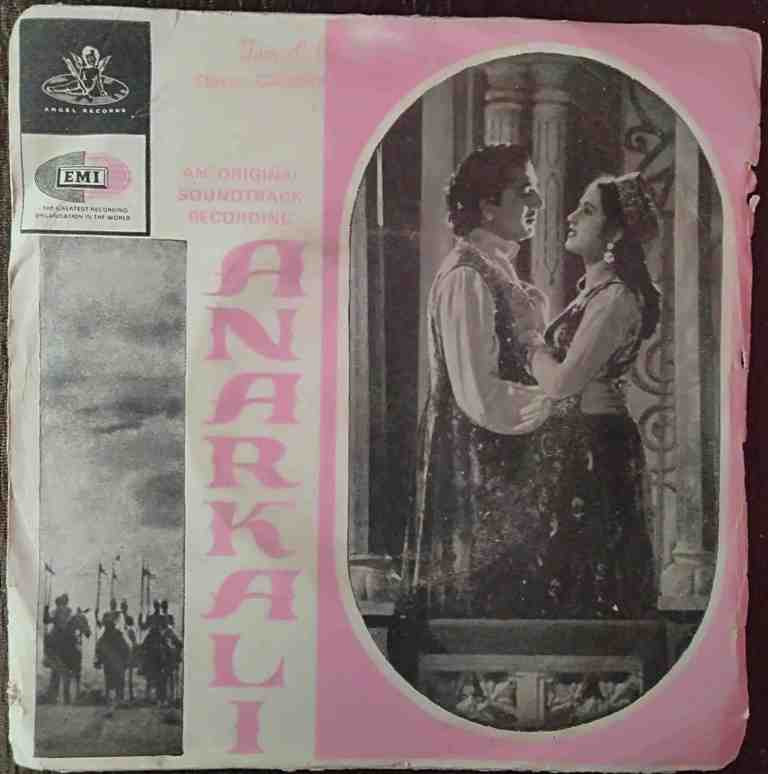 ANGEL RECORDS
EMI
THE GREATEST RECORDING
ORGANISATION IN THE WORLD
AN ORIGINAL
SOUNDTRACK
RECORDING
ANARKALI